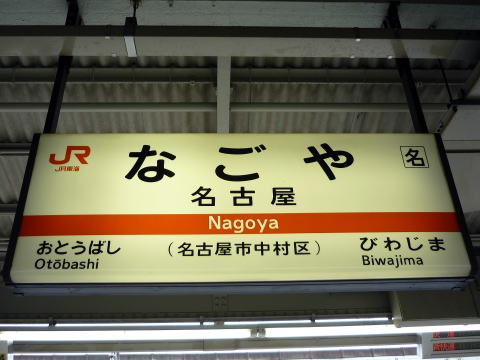 JR
JR東海
なごや
名
名古屋
Nagoya
おとうばし
Otōbashi
(名古屋市中村区)
びわじま
Biwajima